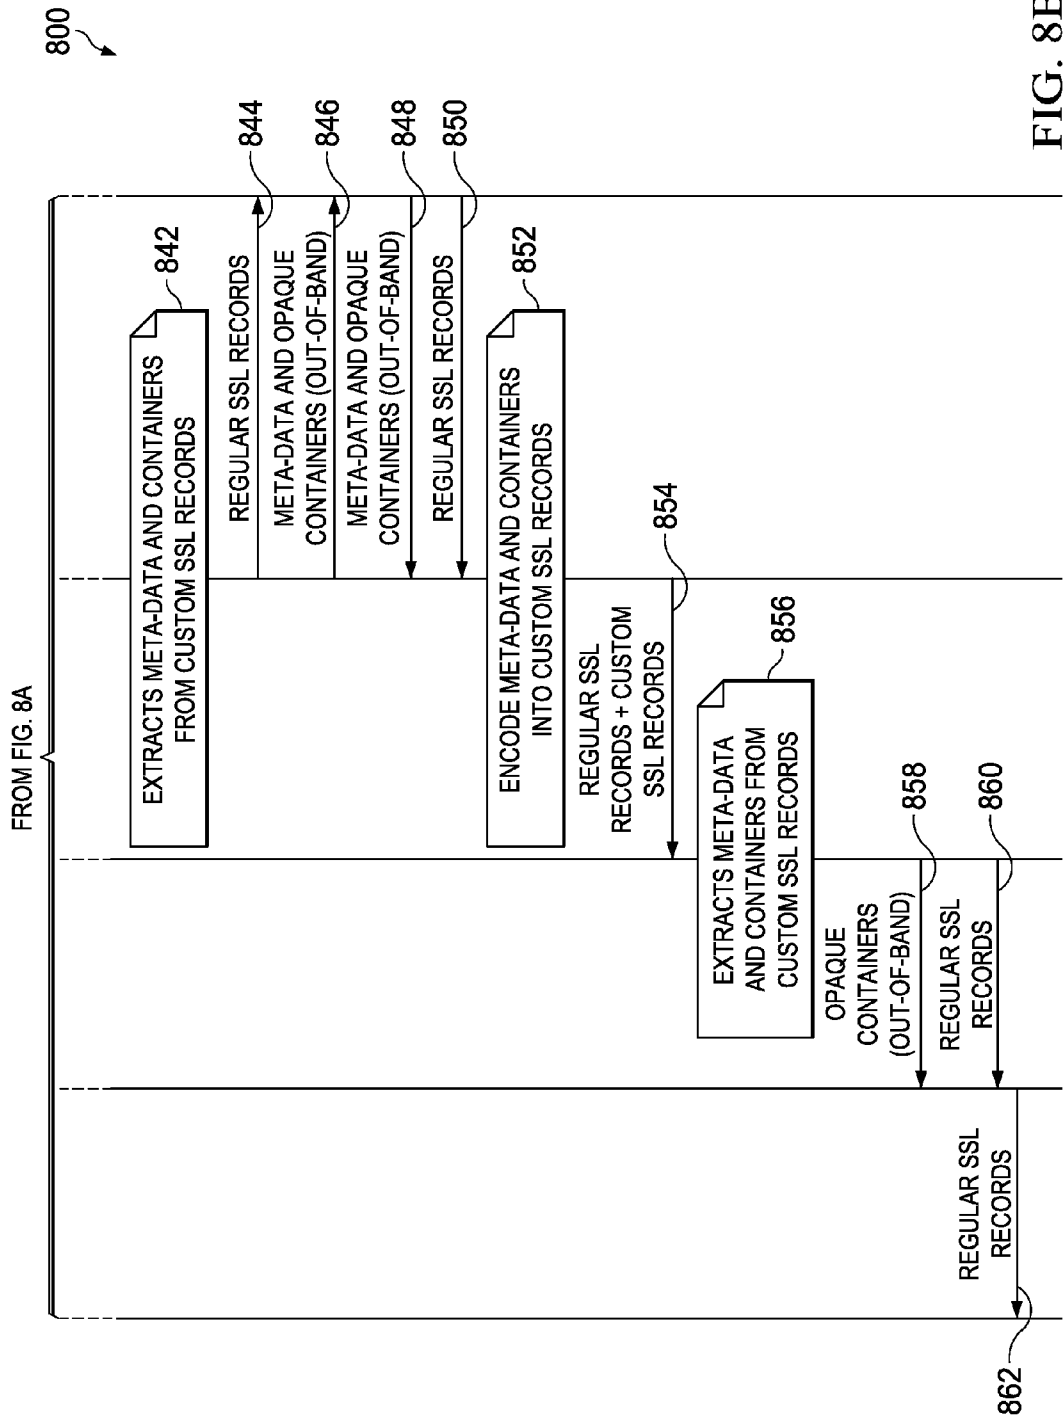 FROM FIG. 8A
800
EXTRACTS META-DATA AND CONTAINERS
FROM CUSTOM SSL RECORDS
842
REGULAR SSL RECORDS
844
META-DATA AND OPAQUE
CONTAINERS (OUT-OF-BAND)
846
META-DATA AND OPAQUE
CONTAINERS (OUT-OF-BAND)
848
REGULAR SSL RECORDS
850
ENCODE META-DATA AND CONTAINERS
INTO CUSTOM SSL RECORDS
852
REGULAR SSL
RECORDS + CUSTOM
SSL RECORDS
854
EXTRACTS META-DATA
AND CONTAINERS FROM
CUSTOM SSL RECORDS
856
OPAQUE
CONTAINERS
(OUT-OF-BAND)
858
REGULAR SSL
RECORDS
860
REGULAR SSL
RECORDS
862
FIG.